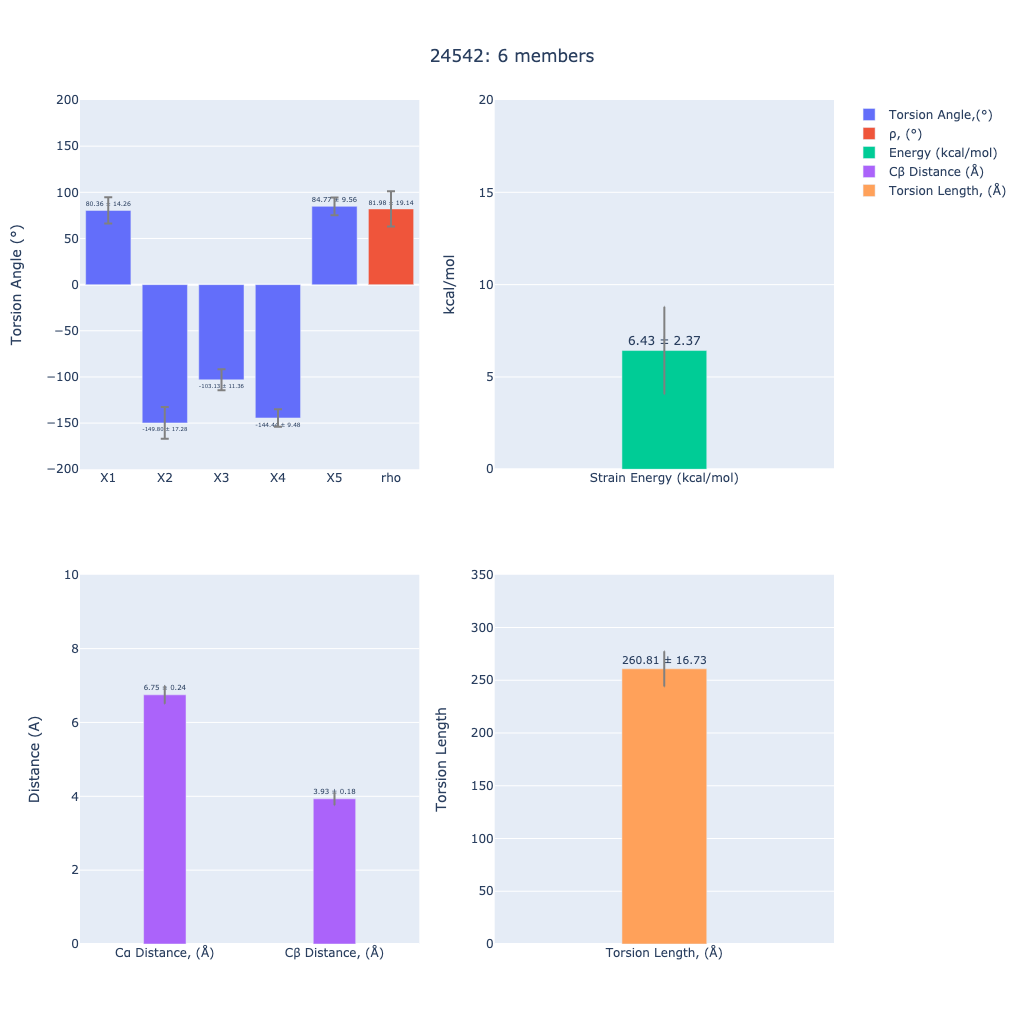 24542: 6 members
Torsion Angle (°)
200
150
100
50
0
−50
−100
−150
−200
80.36 ± 14.26
-149.80 ± 17.28
-103.13 ± 11.36
± 9.48
84.77 ± 9.56
81.98 ± 19.14
X1 X2 X3 X4 X5 rho
kcal/mol
20
15
10
5
0
6.43 ± 2.37
Strain Energy (kcal/mol)
Torsion Angle,(°)
ρ, (°)
Energy (kcal/mol)
Cβ Distance (Å)
Torsion Length, (Å)
Distance (A)
10
8
6
4
2
0
6.75 ± 0.24
3.93 ± 0.18
Cα Distance, (Å) Cβ Distance, (Å)
Torsion Length
350
300
250
200
150
100
50
0
260.81 ± 16.73
Torsion Length, (Å)